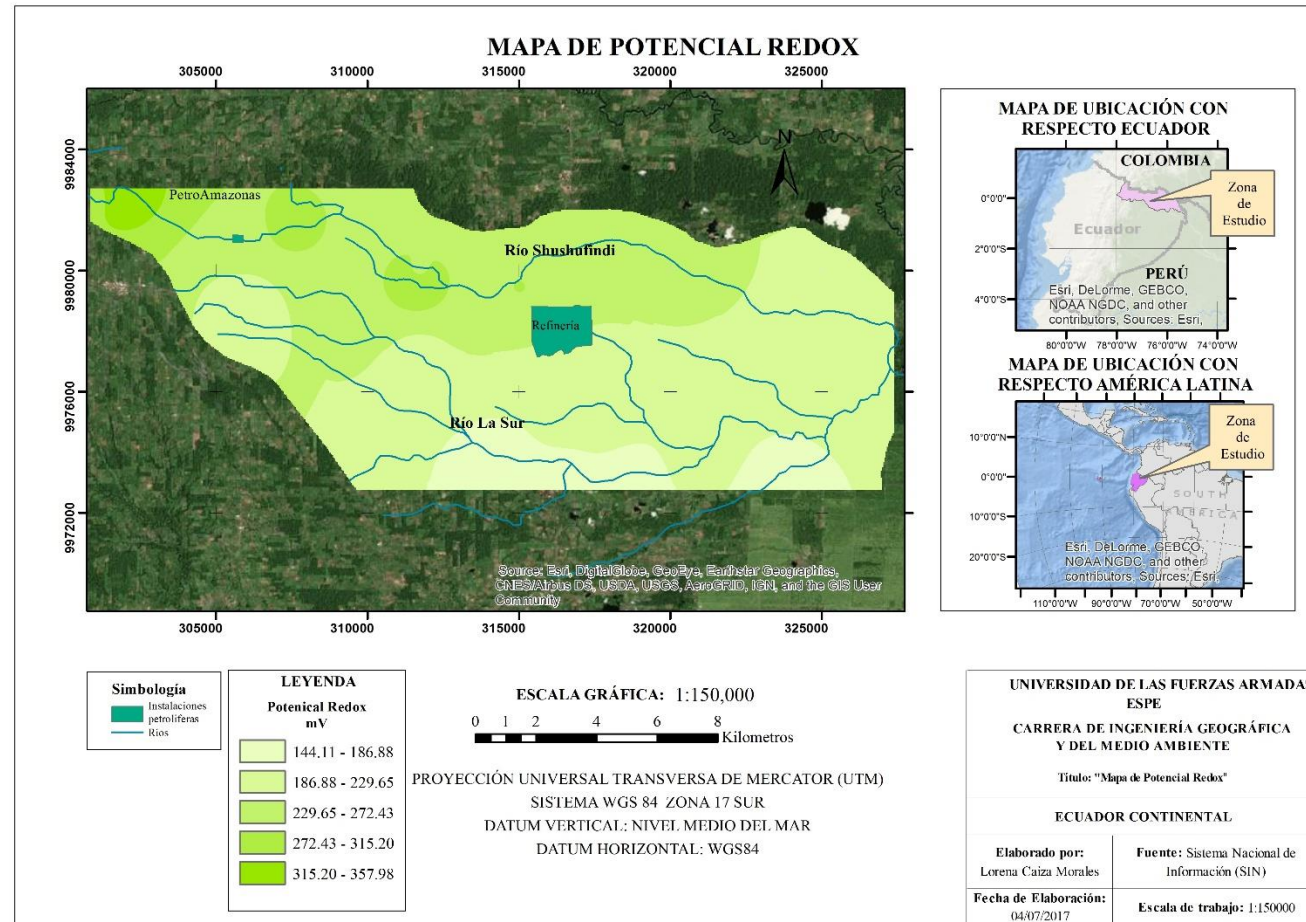 MAPA DE POTENCIAL REDOX
305000 310000 315000 320000 325000
9984000
9980000
9976000
9972000
N
PetroAmazonas
Río Shushufindi
Refinería
Río La Sur
Source: Esri, DigitalGlobe, GeoEye, Earthstar Geographics,
CNES/Airbus DS, USDA, USGS, AeroGRID, IGN, and the GIS User
Community
305000 310000 315000 320000 325000
MAPA DE UBICACIÓN CON
RESPECTO ECUADOR
COLOMBIA
Zona
de
Estudio
Ecuador
PERÚ
Esri, DeLorme, GEBCO,
NOAA NGDC, and other
contributors, Sources: Esri,
0°0'0"
2°0'0"S
4°0'0"S
80°0'0"W 78°0'0"W 76°0'0"W 74°0'0"W
MAPA DE UBICACIÓN CON
RESPECTO AMÉRICA LATINA
Zona
de
Estudio
SOUTH
AMERICA
Esri, DeLorme, GEBCO,
NOAA NGDC, and other
contributors, Sources: Esri,
10°0'0"N
0°0'0"
10°0'0"S
20°0'0"S
110°0'0"W 90°0'0"W 70°0'0"W 50°0'0"W
Simbología
Instalaciones
petroliferas
Rios
LEYENDA
Potenical Redox
mV
144.11 - 186.88
186.88 - 229.65
229.65 - 272.43
272.43 - 315.20
315.20 - 357.98
ESCALA GRÁFICA: 1:150,000
0 1 2 4 6 8
Kilometros
PROYECCIÓN UNIVERSAL TRANSVERSA DE MERCATOR (UTM)
SISTEMA WGS 84 ZONA 17 SUR
DATUM VERTICAL: NIVEL MEDIO DEL MAR
DATUM HORIZONTAL: WGS84
UNIVERSIDAD DE LAS FUERZAS ARMADA
ESPE
CARRERA DE INGENIERÍA GEOGRÁFICA
Y DEL MEDIO AMBIENTE
Titulo: "Mapa de Potencial Redox"
ECUADOR CONTINENTAL
Elaborado por:
Lorena Caiza Morales
Fuente: Sistema Nacional de
Información (SIN)
Fecha de Elaboración:
04/07/2017
Escala de trabajo: 1:150000